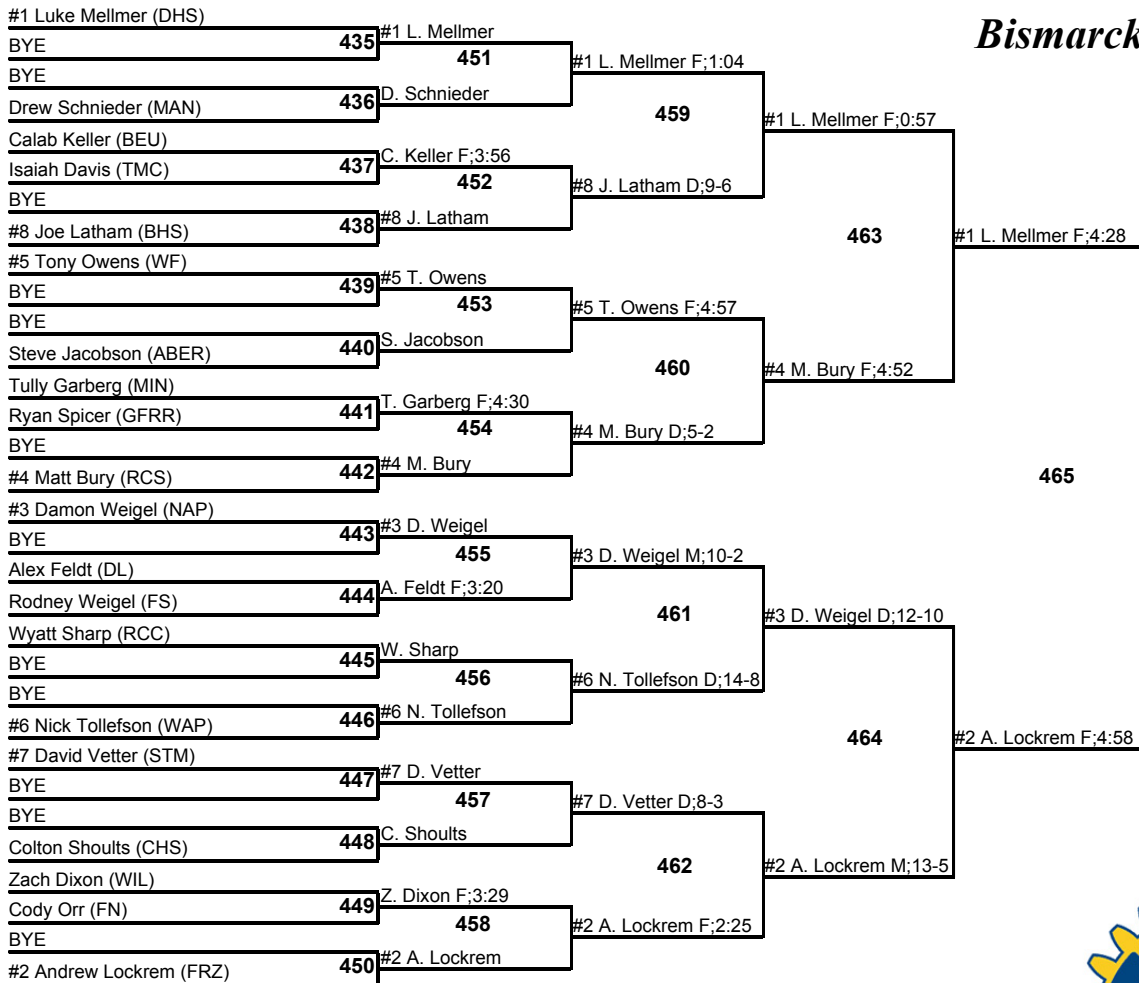 #1 Luke Mellmer (DHS)
Bismarck
BYE
435
#1 L. Mellmer
451
BYE
#1 L. Mellmer F;1:04
Drew Schnieder (MAN)
436
D. Schnieder
459
#1 L. Mellmer F;0:57
Calab Keller (BEU)
Isaiah Davis (TMC)
437
C. Keller F;3:56
452
BYE
#8 J. Latham D;9-6
#8 Joe Latham (BHS)
438
#8 J. Latham
463
#1 L. Mellmer F;4:28
#5 Tony Owens (WF)
BYE
439
#5 T. Owens
453
BYE
#5 T. Owens F;4:57
Steve Jacobson (ABER)
440
S. Jacobson
460
#4 M. Bury F;4:52
Tully Garberg (MIN)
Ryan Spicer (GFRR)
441
T. Garberg F;4:30
454
BYE
#4 M. Bury D;5-2
#4 Matt Bury (RCS)
442
#4 M. Bury
465
#3 Damon Weigel (NAP)
BYE
443
#3 D. Weigel
455
Alex Feldt (DL)
#3 D. Weigel M;10-2
Rodney Weigel (FS)
444
A. Feldt F;3:20
461
#3 D. Weigel D;12-10
Wyatt Sharp (RCC)
BYE
445
W. Sharp
456
BYE
#6 N. Tollefson D;14-8
#6 Nick Tollefson (WAP)
446
#6 N. Tollefson
464
#2 A. Lockrem F;4:58
#7 David Vetter (STM)
BYE
447
#7 D. Vetter
457
BYE
#7 D. Vetter D;8-3
Colton Shoults (CHS)
448
C. Shoults
462
#2 A. Lockrem M;13-5
Zach Dixon (WIL)
Cody Orr (FN)
449
Z. Dixon F;3:29
458
BYE
#2 A. Lockrem F;2:25
#2 Andrew Lockrem (FRZ)
450
#2 A. Lockrem